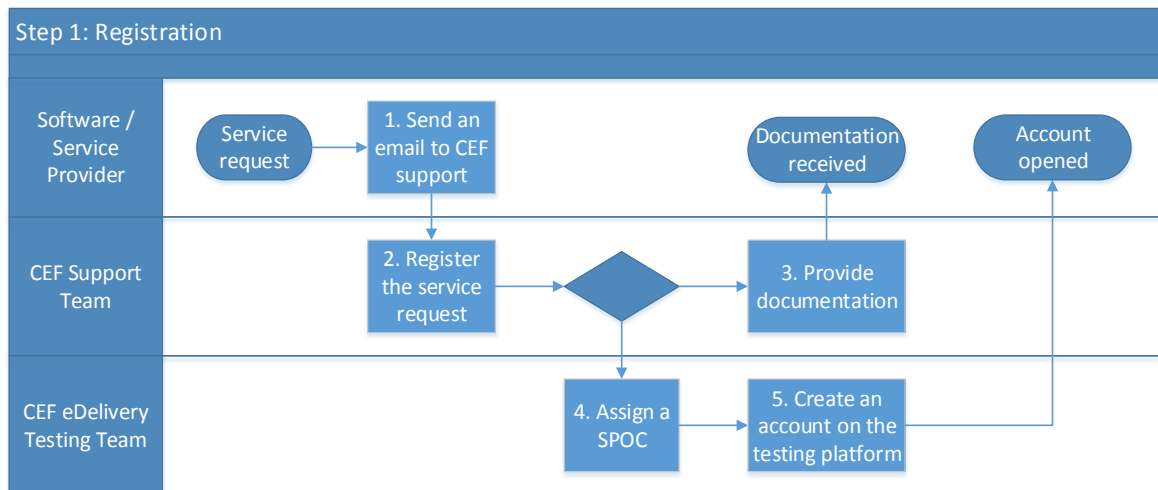 Step 1: Registration
Software /
Service
Provider
Service
request
1. Send an
email to CEF
support
Documentation
received
Account
opened
CEF Support
Team
2. Register
the service
request
3. Provide
documentation
CEF eDelivery
Testing Team
4. Assign a
SPOC
5. Create an
account on the
testing platform